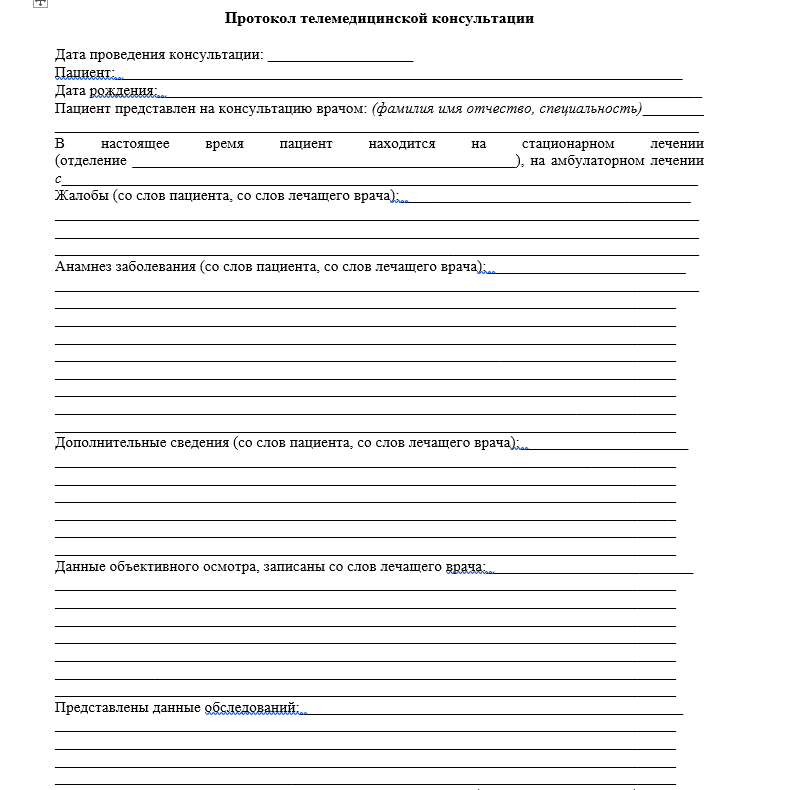 Протокол телемедицинской консультации
Дата проведения консультации: ____________________
Пациент:
Дата рождения:
Пациент представлен на консультацию врачом: (фамилия имя отчество, специальность)
В настоящее время пациент находится на стационарном лечении
(отделение ____________________), на амбулаторном лечении
с
Жалобы (со слов пациента, со слов лечащего врача):
Анамнез заболевания (со слов пациента, со слов лечащего врача):
Дополнительные сведения (со слов пациента, со слов лечащего врача):
Данные объективного осмотра, записаны со слов лечащего врача:
Представлены данные обследований: